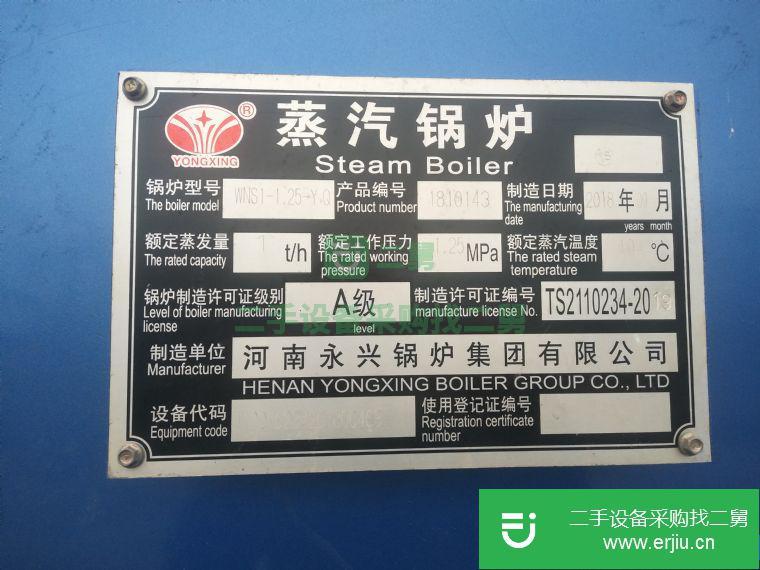 YONGXING ®
蒸汽锅炉
Steam Boiler
锅炉型号 WNS1-1.25-Y.Q 产品编号 1810143 制造日期 2018 年 月
The boiler model Product number The manufacturing date years month
额定蒸发量 1 t/h 额定工作压力 1.25 MPa 额定蒸汽温度 ℃
The rated capacity The rated working pressure The rated steam temperature
锅炉制造许可证级别 A级 制造许可证编号 TS2110234-2019
Level of boiler manufacturing license level manufacture license No.
制造单位 河南永兴锅炉集团有限公司
Manufacturer HENAN YONGXING BOILER GROUP CO., LTD
设备代码 使用登记证编号
Equipment code Registration certificate number
二舅
二手设备采购找二舅
二手设备采购找二舅
www.erjiu.cn